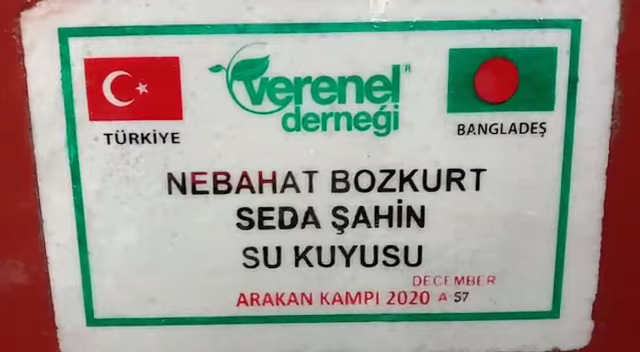 verenel®
derneği
TÜRKİYE
BANGLADEŞ
NEBAHAT BOZKURT
SEDA ŞAHİN
SU KUYUSU
DECEMBER
ARAKAN KAMPI 2020 A 57